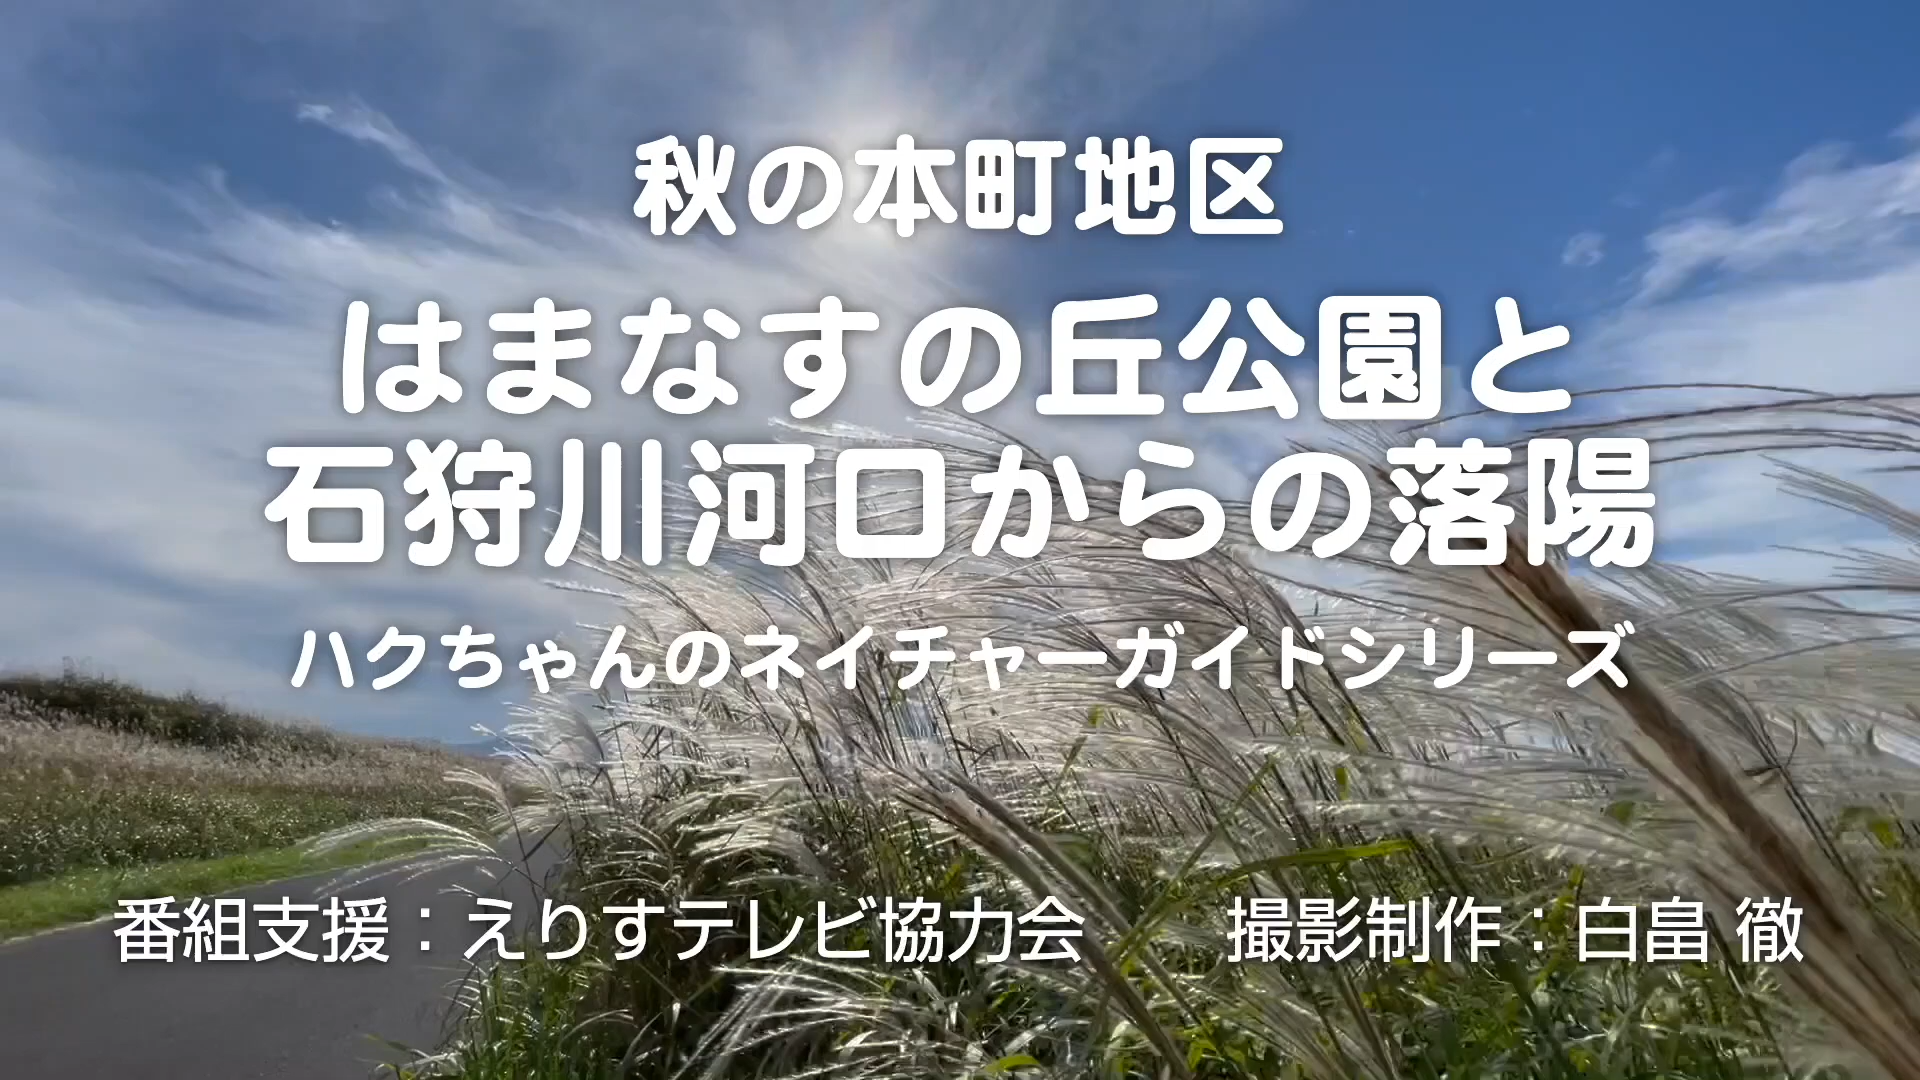 秋の本町地区
はまなすの丘公園と
石狩川河口からの落陽
ハクちゃんのネイチャーガイドシリーズ
番組支援：えりすテレビ協力会　撮影制作：白畠 徹